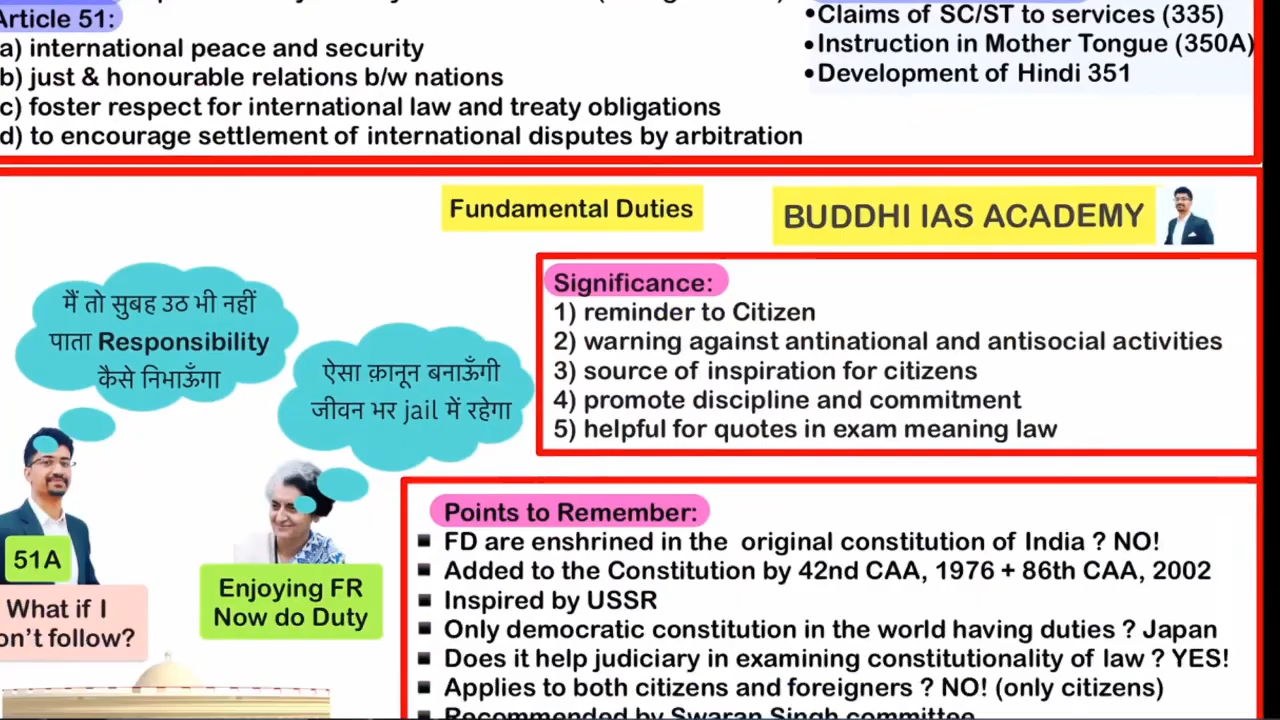 Article 51:
a) international peace and security
b) just & honourable relations b/w nations
c) foster respect for international law and treaty obligations
d) to encourage settlement of international disputes by arbitration
•Claims of SC/ST to services (335)
•Instruction in Mother Tongue (350A)
•Development of Hindi 351
Fundamental Duties
BUDDHI IAS ACADEMY
मैं तो सुबह उठ भी नहीं
पाता Responsibility
कैसे निभाऊँगा
ऐसा क़ानून बनाऊँगी
जीवन भर jail में रहेगा
Significance:
1) reminder to Citizen
2) warning against antinational and antisocial activities
3) source of inspiration for citizens
4) promote discipline and commitment
5) helpful for quotes in exam meaning law
51A
What if I
on't follow?
Enjoying FR
Now do Duty
Points to Remember:
▪ FD are enshrined in the original constitution of India ? NO!
▪ Added to the Constitution by 42nd CAA, 1976 + 86th CAA, 2002
▪ Inspired by USSR
▪ Only democratic constitution in the world having duties ? Japan
▪ Does it help judiciary in examining constitutionality of law ? YES!
▪ Applies to both citizens and foreigners ? NO! (only citizens)
▪ Recommended by Swaran Singh committee